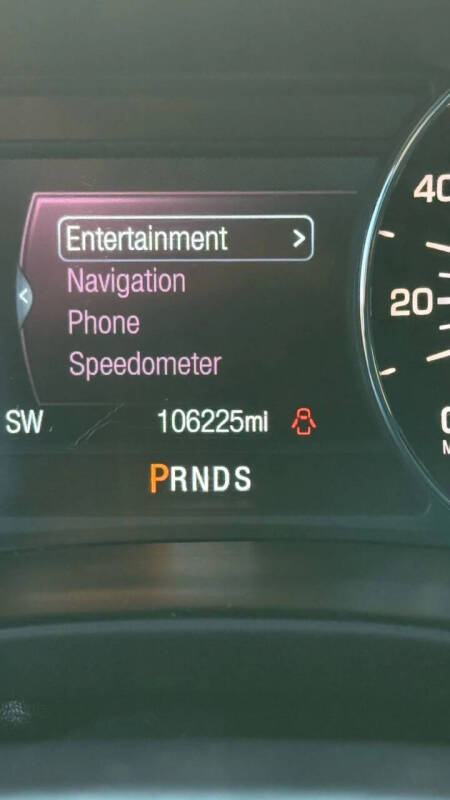 Entertainment >
Navigation
Phone
Speedometer
SW 106225mi
PRNDS
40
20